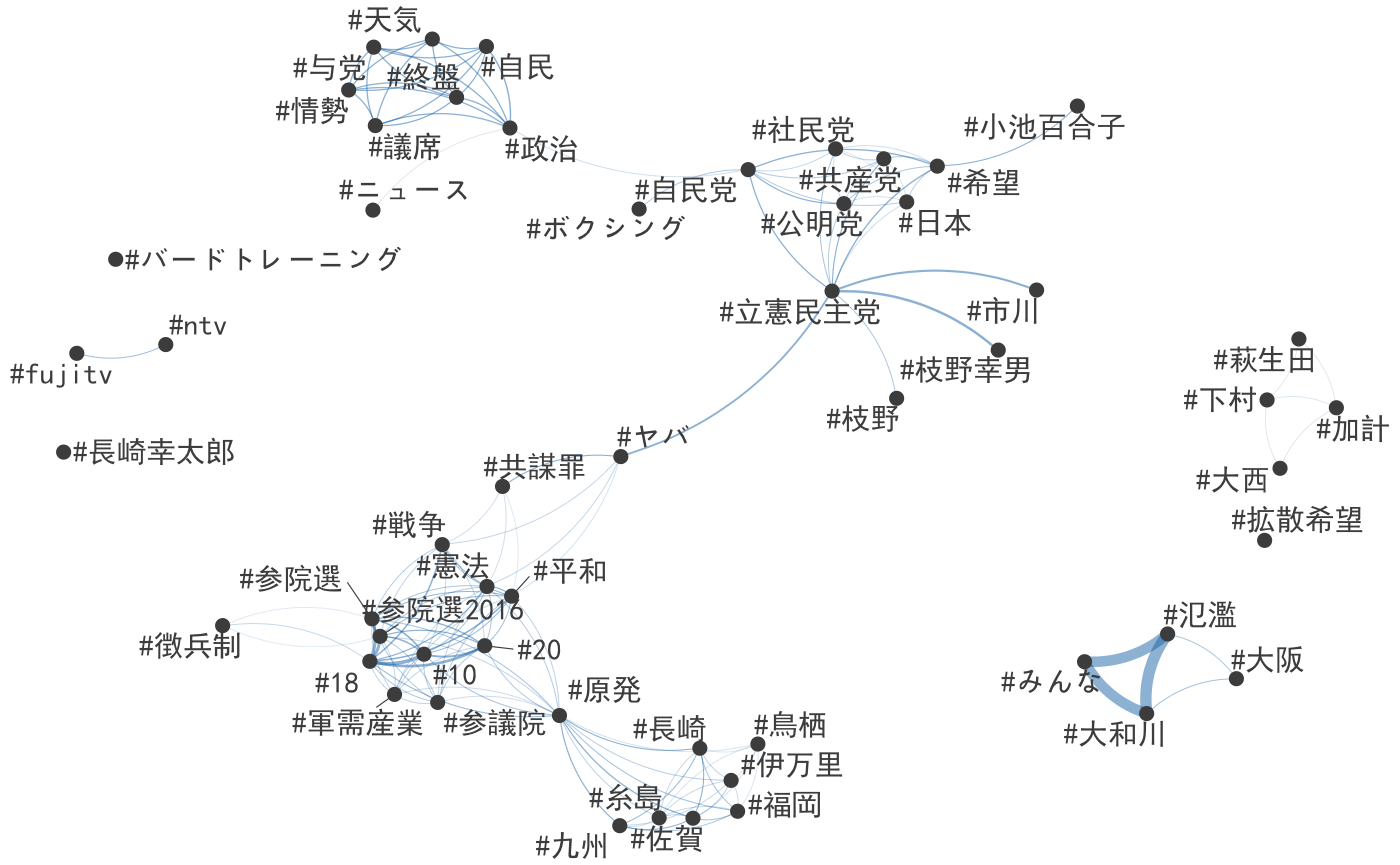 #天気
#与党
#終盤
#自民
#情勢
#議席
#政治
#ニュース
#社民党
#小池百合子
#自民党
#共産党
#希望
#ボクシング
#公明党
#日本
#バードトレーニング
#立憲民主党
#市川
#ntv
#fujitv
#枝野幸男
#枝野
#萩生田
#下村
#加計
#大西
#拡散希望
#長崎幸太郎
#ヤバ
#共謀罪
#戦争
#憲法
#平和
#参院選
#参院選2016
#徴兵制
#20
#10
#18
#軍需産業
#参議院
#原発
#氾濫
#大阪
#みんな
#大和川
#長崎
#鳥栖
#伊万里
#糸島
#福岡
#九州
#佐賀